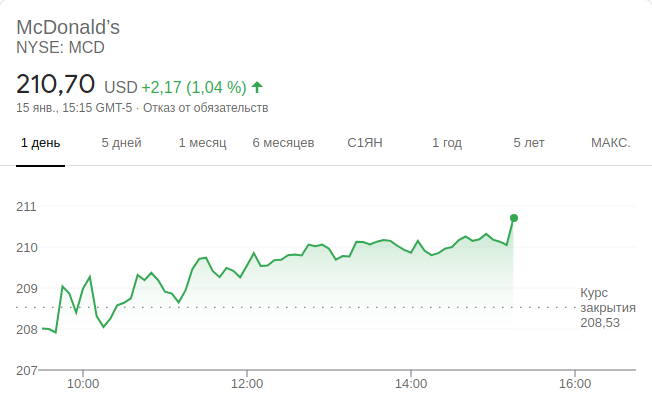 McDonald’s
NYSE: MCD
210,70 USD +2,17 (1,04 %)
15 янв., 15:15 GMT-5 · Отказ от обязательств
1 день 5 дней 1 месяц 6 месяцев С1ЯН 1 год 5 лет МАКС.
211
210
209
208
207
Курс
закрытия
208,53
10:00 12:00 14:00 16:00